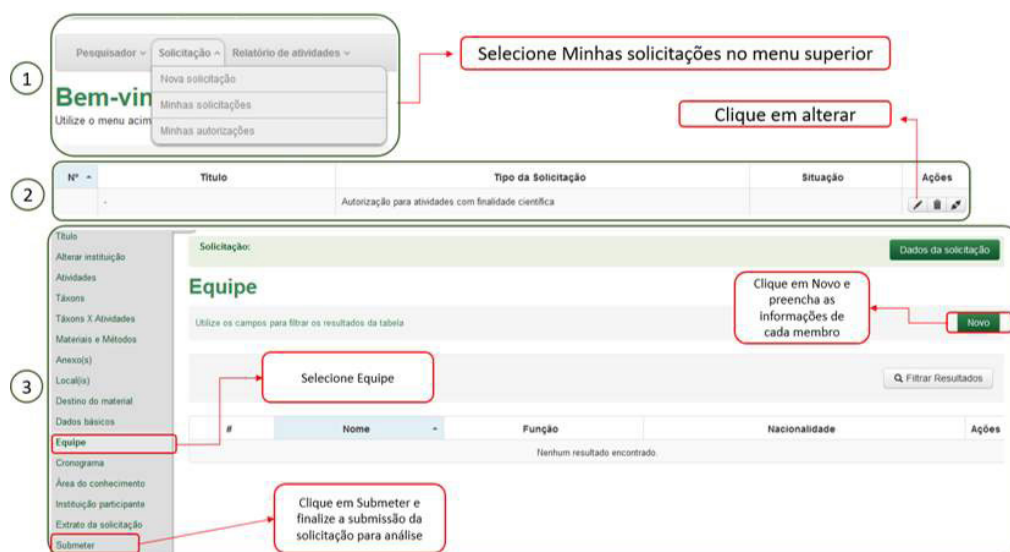 Pesquisador Solicitação Relatório de atividades
Selecione Minhas solicitações no menu superior
1
Nova solicitação
Bem-vin
Minhas solicitações
Utilize o menu acim
Minhas autorizações
Clique em alterar
2
Nº Título Tipo da Solicitação Situação Ações
- Autorização para atividades com finalidade científica
3
Título
Alterar instituição
Atividades
Táxons
Táxons X Atividades
Materiais e Métodos
Anexo(s)
Local(is)
Destino do material
Dados básicos
Equipe
Cronograma
Área do conhecimento
Instituição participante
Extrato da solicitação
Submeter
Solicitação:
Dados da solicitação
Equipe
Clique em Novo e
preencha as
informações de
cada membro
Utilize os campos para filtrar os resultados da tabela
Novo
Selecione Equipe
Filtrar Resultados
# Nome Função Nacionalidade Ações
Nenhum resultado encontrado.
Clique em Submeter e
finalize a submissão da
solicitação para análise